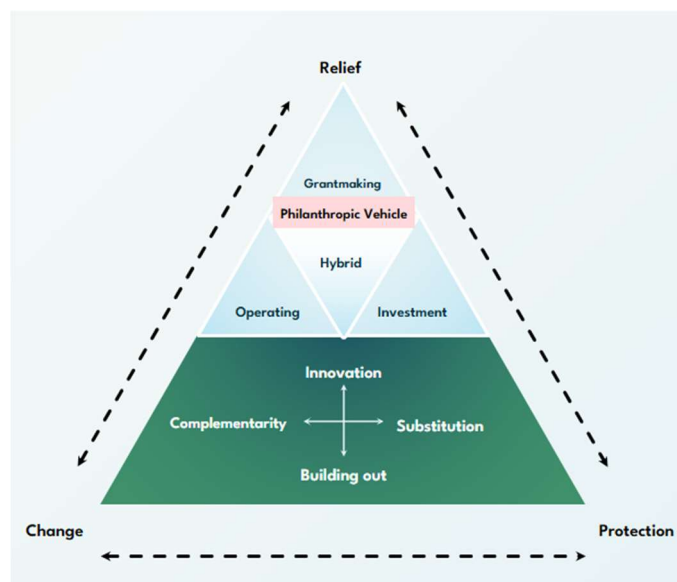 Relief
Grantmaking
Philanthropic Vehicle
Hybrid
Operating
Investment
Innovation
Complementarity
Substitution
Building out
Change
Protection